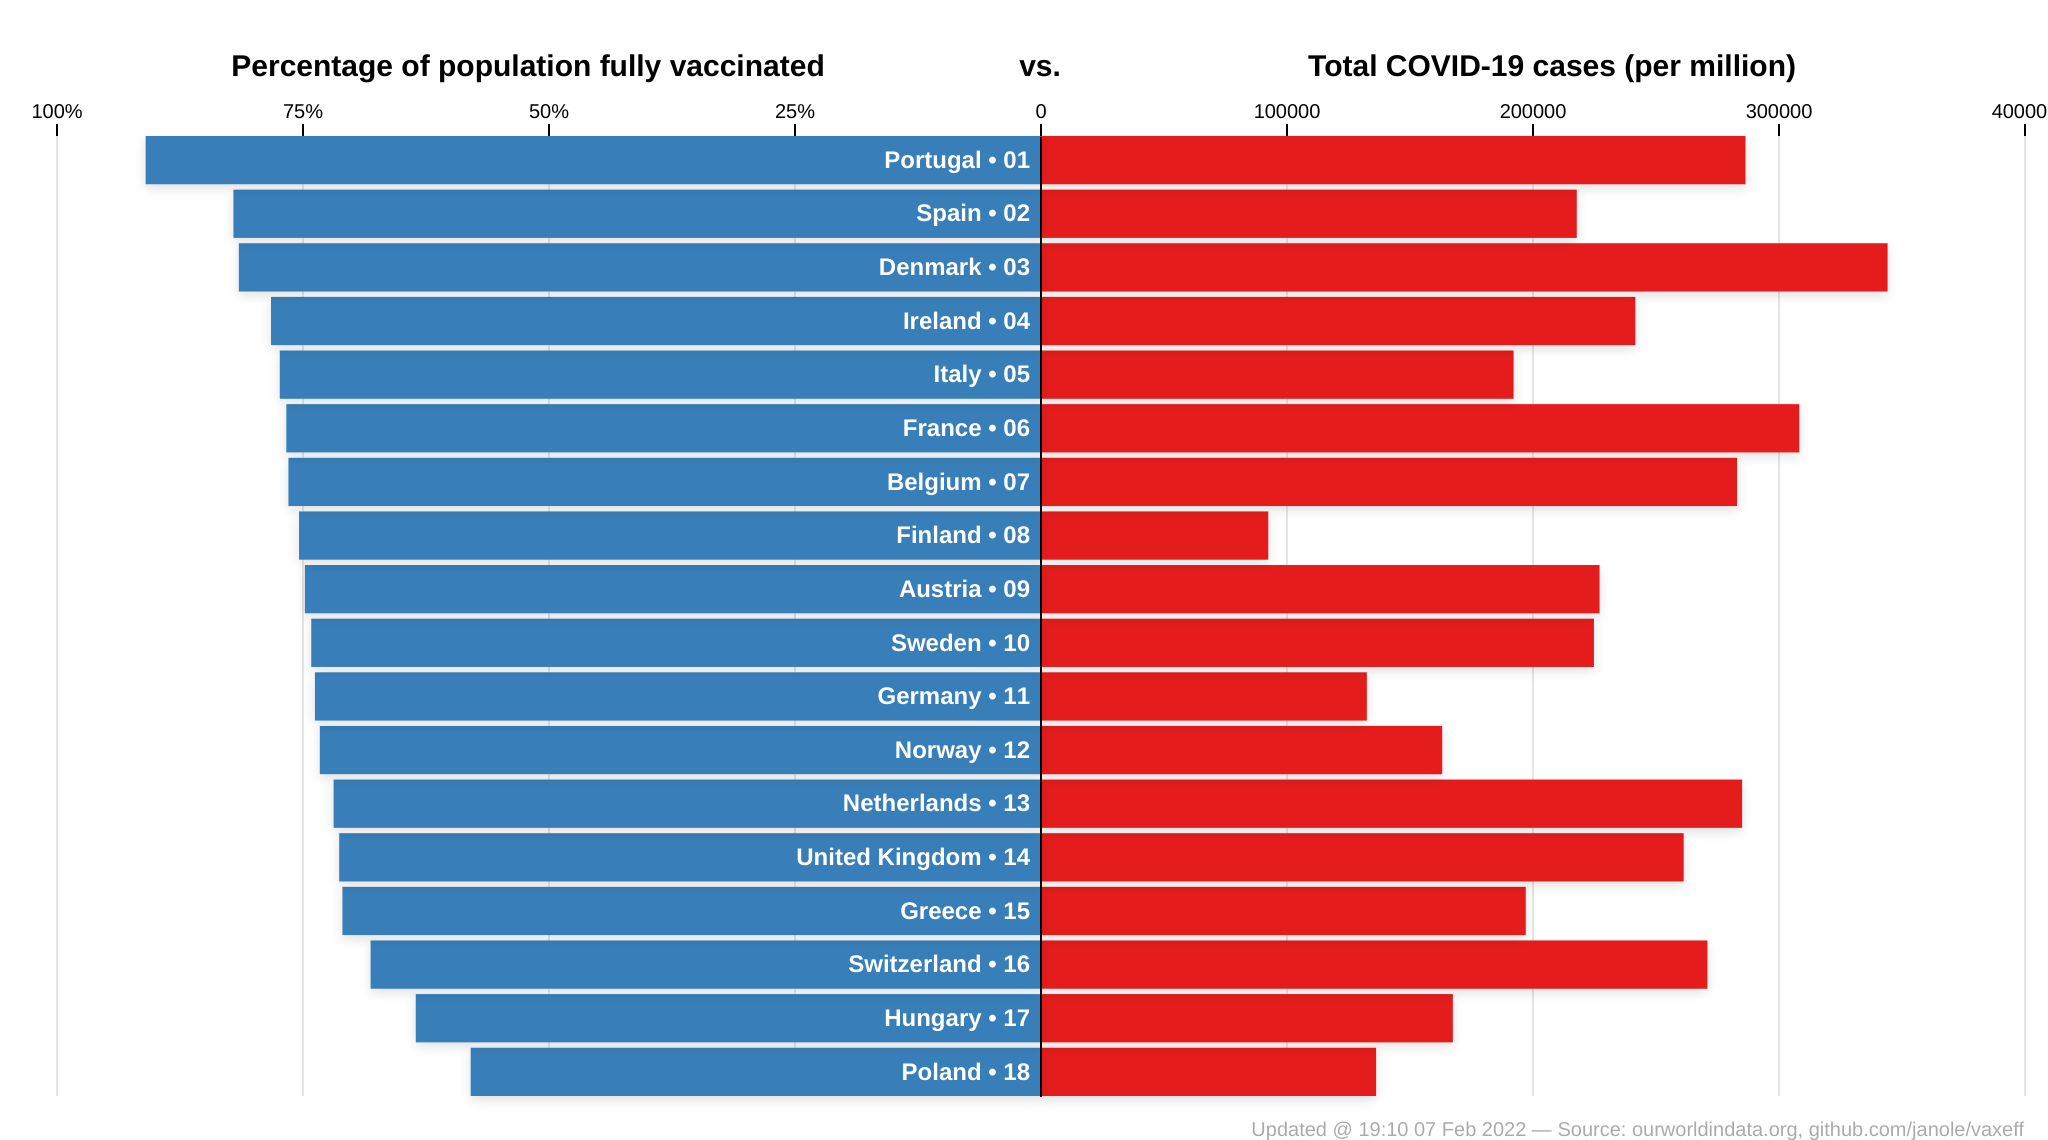 Percentage of population fully vaccinated vs. Total COVID-19 cases (per million)
100% 75% 50% 25% 0 100000 200000 300000 40000
Portugal • 01
Spain • 02
Denmark • 03
Ireland • 04
Italy • 05
France • 06
Belgium • 07
Finland • 08
Austria • 09
Sweden • 10
Germany • 11
Norway • 12
Netherlands • 13
United Kingdom • 14
Greece • 15
Switzerland • 16
Hungary • 17
Poland • 18
Updated @ 19:10 07 Feb 2022 — Source: ourworldindata.org, github.com/janole/vaxeff